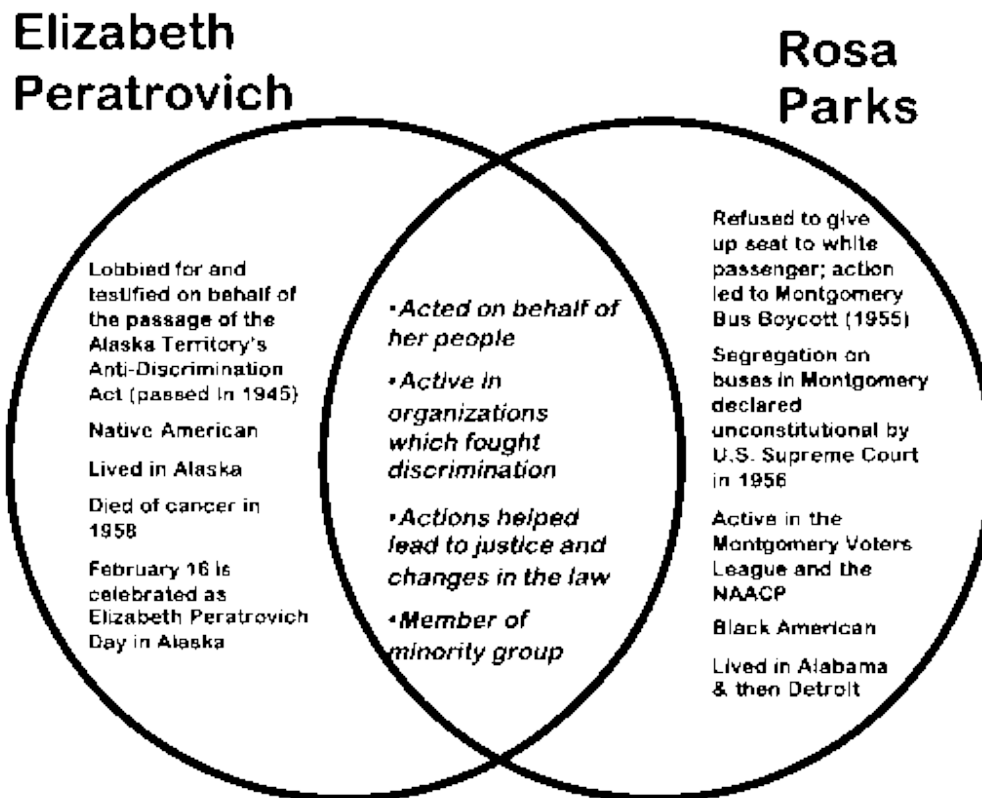 Elizabeth
Peratrovich
Lobbied for and
testified on behalf of
the passage of the
Alaska Territory's
Anti-Discrimination
Act (passed in 1945)
Native American
Lived in Alaska
Died of cancer in
1958
February 16 is
celebrated as
Elizabeth Peratrovich
Day in Alaska
•Acted on behalf of
her people
•Active in
organizations
which fought
discrimination
•Actions helped
lead to justice and
changes in the law
•Member of
minority group
Rosa
Parks
Refused to give
up seat to white
passenger; action
led to Montgomery
Bus Boycott (1955)
Segregation on
buses in Montgomery
declared
unconstitutional by
U.S. Supreme Court
in 1956
Active in the
Montgomery Voters
League and the
NAACP
Black American
Lived in Alabama
& then Detroit